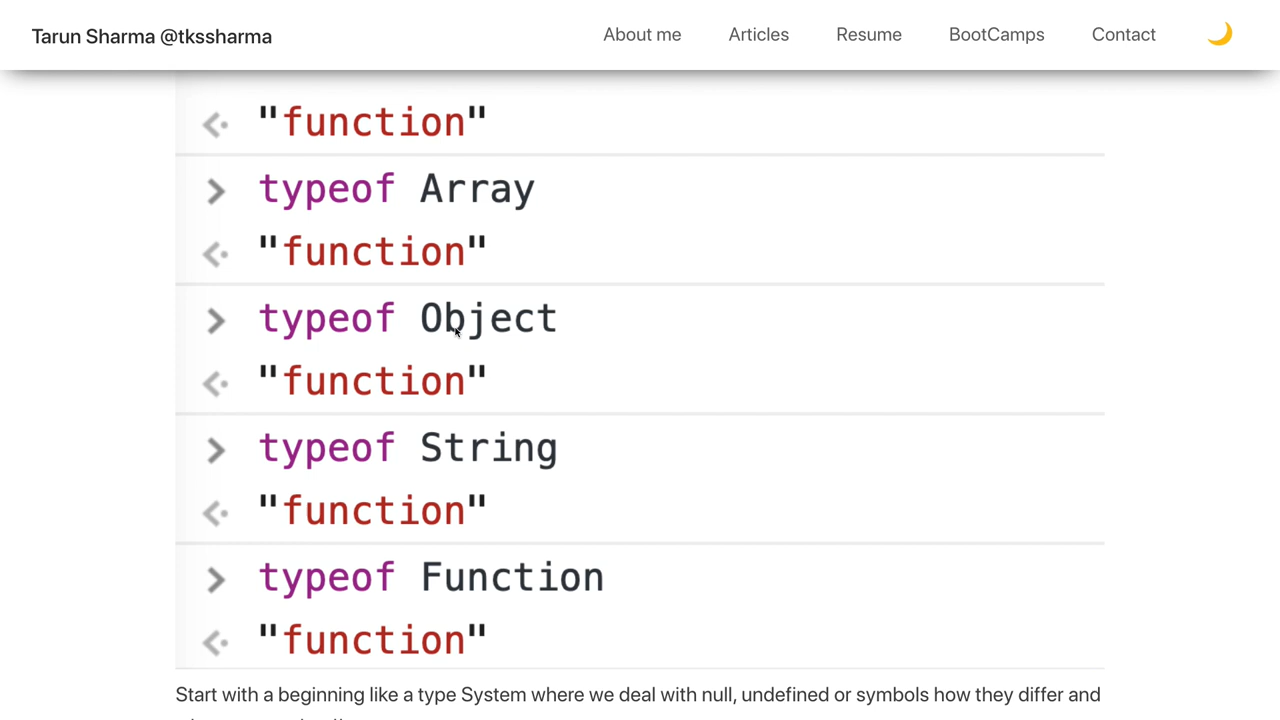 Tarun Sharma @tkssharma
About me Articles Resume BootCamps Contact
"function"
typeof Array
"function"
typeof Object
"function"
typeof String
"function"
typeof Function
"function"
Start with a beginning like a type System where we deal with null, undefined or symbols how they differ and